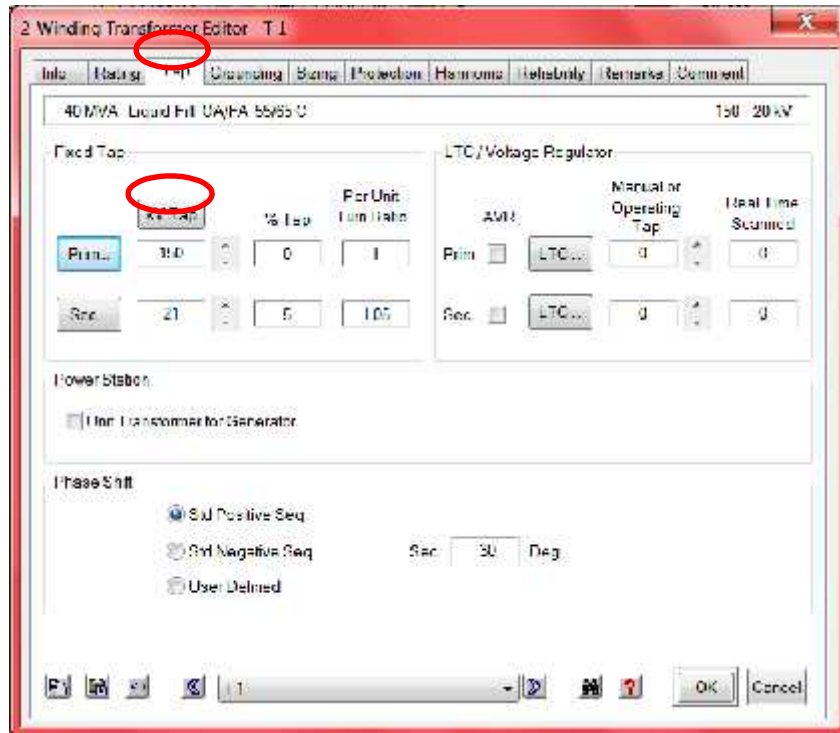 2 Winding Transformer Editor T-1
Info Rating Tap Grounding Sizing Protection Harmonic Reliability Remarks Comment
40 MVA Liquid Fill OA/FA 55/65 C 150 20 kV
Fixed Tap
LTC / Voltage Regulator
kV Tap
% Tap
Per Unit
Turn Ratio
AVR
Manual or
Operating
Tap
Real Time
Scanned
Prim... 150 0 1
Prim LTC... 0 0
Sec... 21 5 1.05
Sec LTC... 0 0
Power Station
Unit Transformer for Generator
Phase Shift
Std Positive Seq
Std Negative Seq Sec
Deg
User Defined
OK Cancel